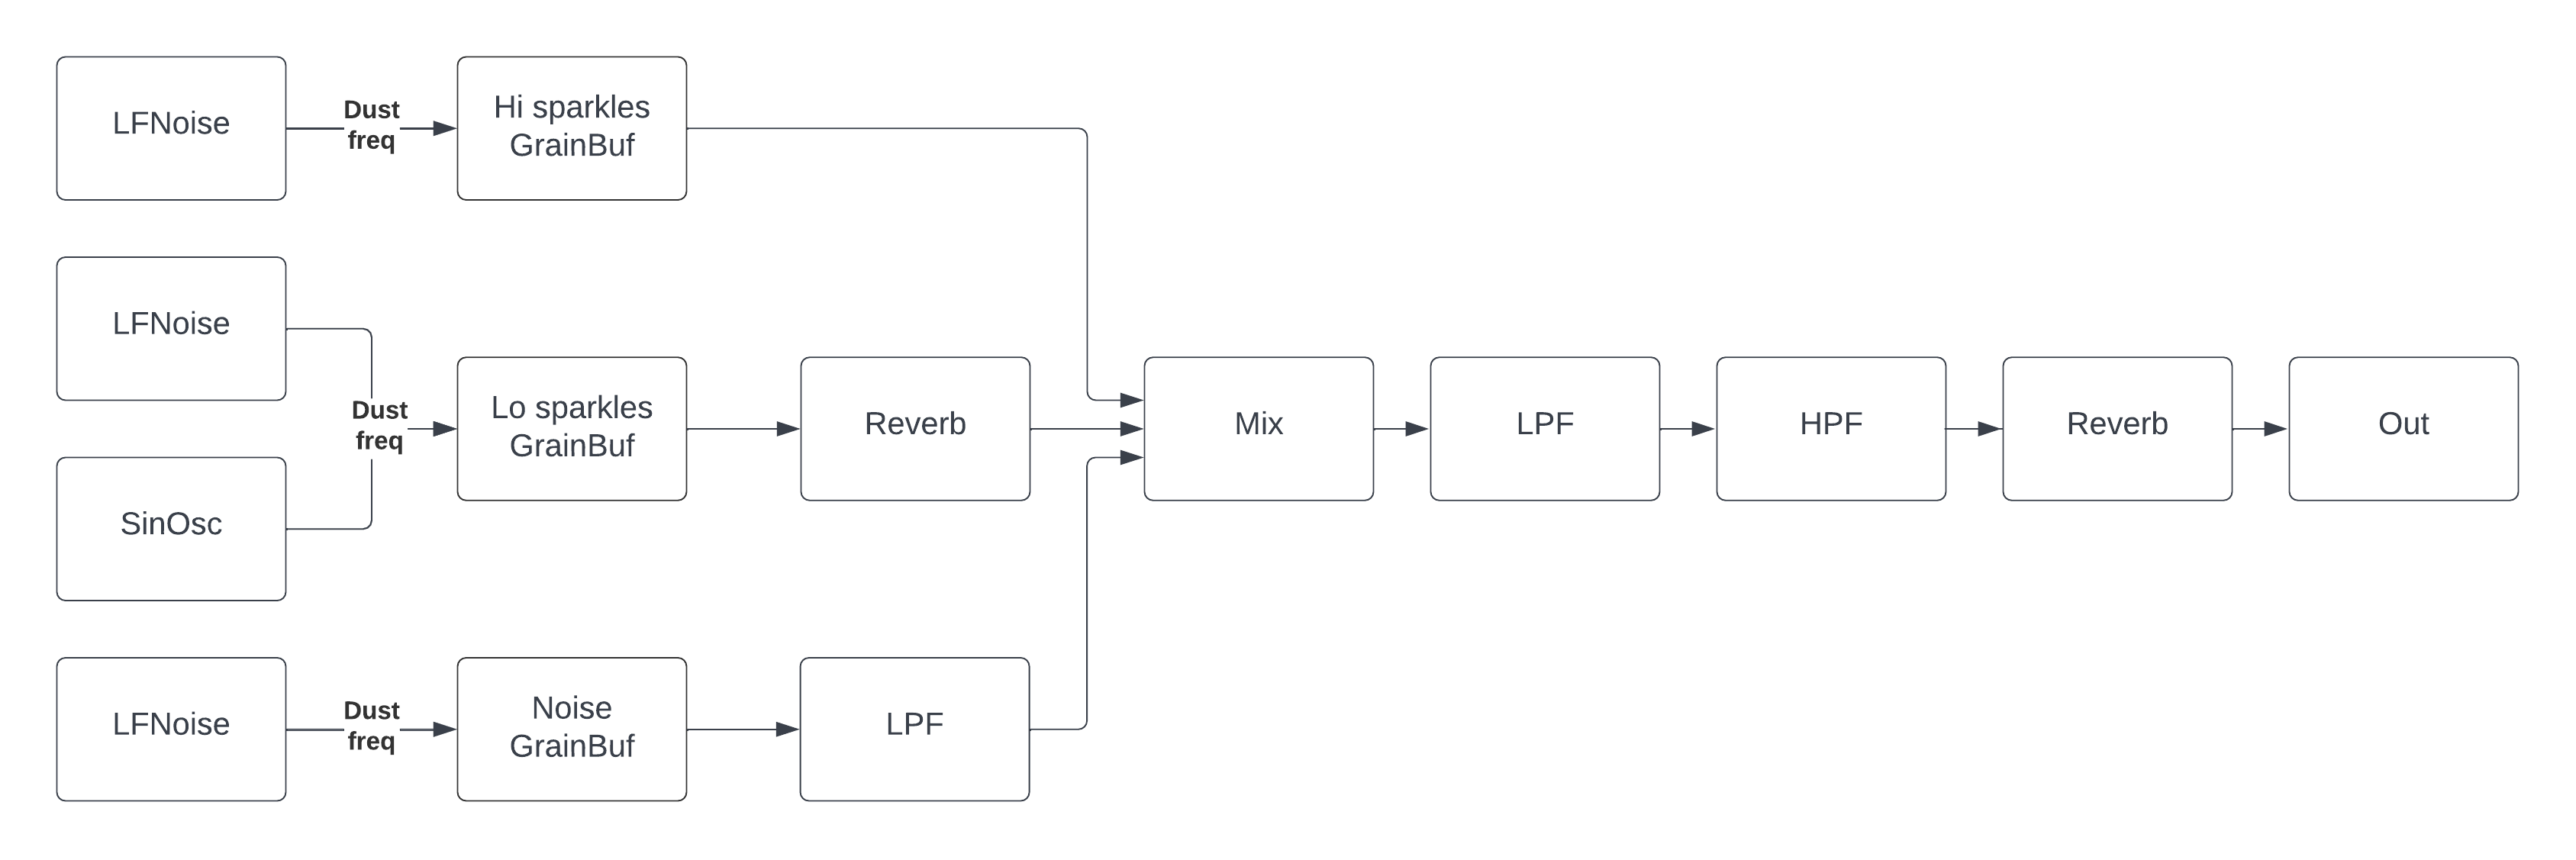 LFNoise
Dust
freq
Hi sparkles
GrainBuf
LFNoise
SinOsc
Dust
freq
Lo sparkles
GrainBuf
Reverb
Mix
LPF
HPF
Reverb
Out
LFNoise
Dust
freq
Noise
GrainBuf
LPF